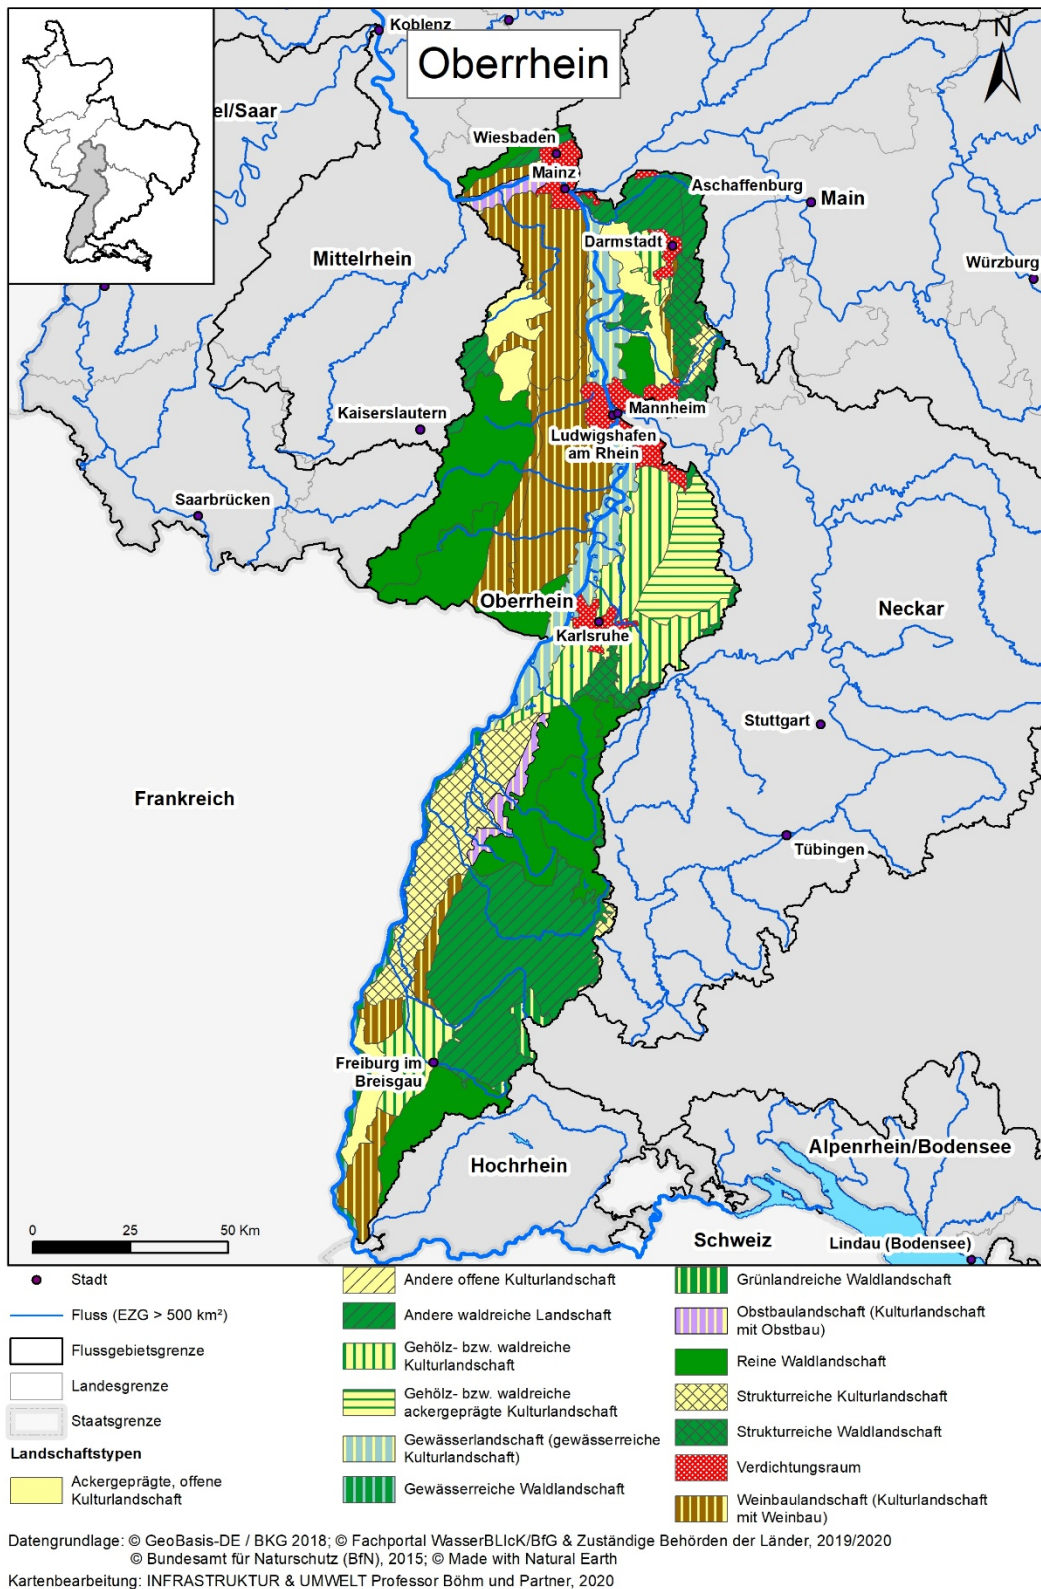 Koblenz
Oberrhein
N
el/Saar
Wiesbaden
Mainz
Aschaffenburg
Main
Darmstadt
Mittelrhein
Würzburg
Kaiserslautern
Mannheim
Ludwigshafen
am Rhein
Saarbrücken
Oberrhein
Karlsruhe
Neckar
Stuttgart
Frankreich
Tübingen
Freiburg im
Breisgau
Hochrhein
Alpenrhein/Bodensee
Schweiz
Lindau (Bodensee)
0 25 50 Km
Stadt
Fluss (EZG > 500 km²)
Flussgebietsgrenze
Landesgrenze
Staatsgrenze
Landschaftstypen
Ackergeprägte, offene
Kulturlandschaft
Andere offene Kulturlandschaft
Andere waldreiche Landschaft
Gehölz- bzw. waldreiche
Kulturlandschaft
Gehölz- bzw. waldreiche
ackergeprägte Kulturlandschaft
Gewässerlandschaft (gewässerreiche
Kulturlandschaft)
Gewässerreiche Waldlandschaft
Grünlandreiche Waldlandschaft
Obstbaulandschaft (Kulturlandschaft
mit Obstbau)
Reine Waldlandschaft
Strukturreiche Kulturlandschaft
Strukturreiche Waldlandschaft
Verdichtungsraum
Weinbaulandschaft (Kulturlandschaft
mit Weinbau)
Datengrundlage: © GeoBasis-DE / BKG 2018; © Fachportal WasserBLIcK/BfG & Zuständige Behörden der Länder, 2019/2020
© Bundesamt für Naturschutz (BfN), 2015; © Made with Natural Earth
Kartenbearbeitung: INFRASTRUKTUR & UMWELT Professor Böhm und Partner, 2020